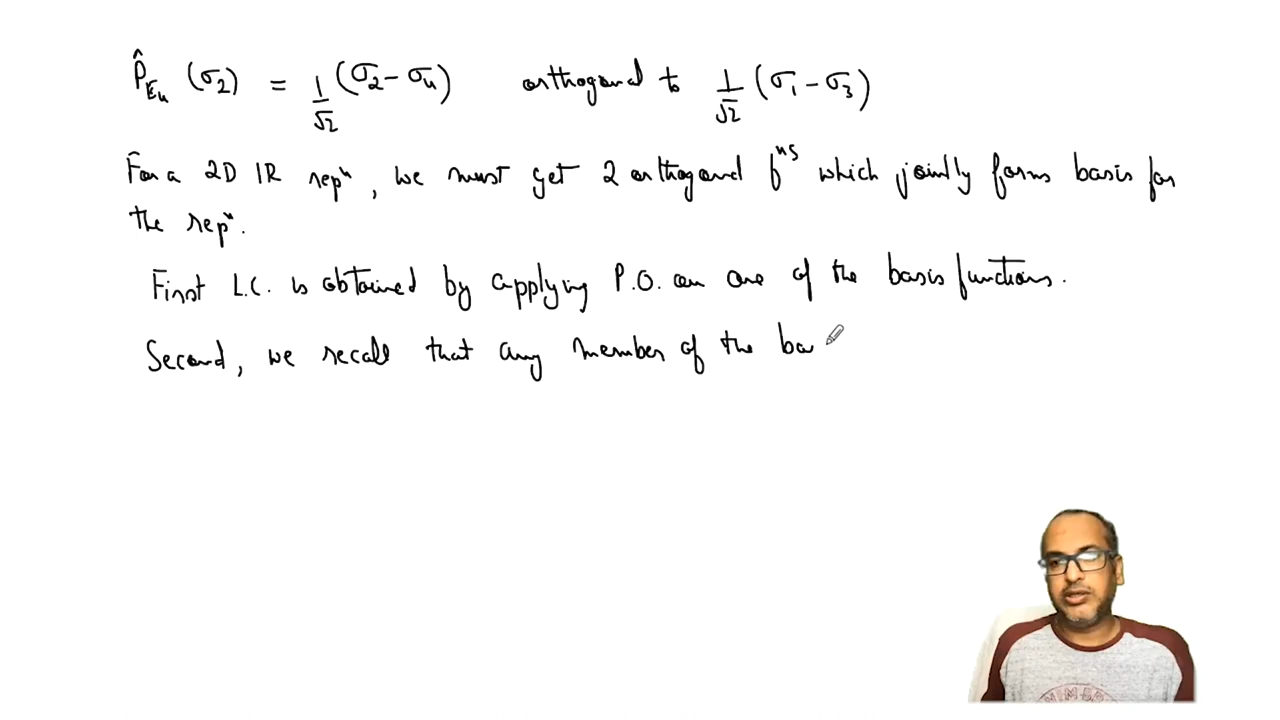 P̂_Eu (σ₂) = 1/√2 (σ₂ - σ₄) orthogonal to 1/√2 (σ₁ - σ₃)
For a 2D IR repⁿ, we must get 2 orthogonal fⁿˢ which jointly forms basis for
the repⁿ.
First L.C. is obtained by applying P.O. on one of the basis functions.
Second, we recall that any member of the ba